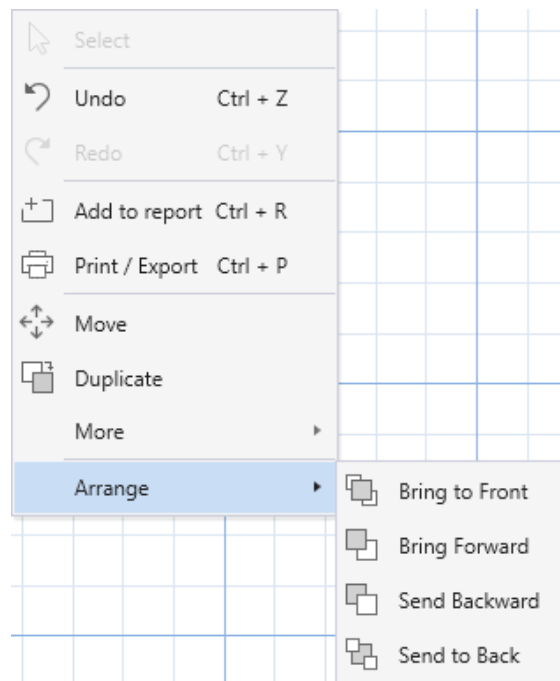 Select
Undo Ctrl + Z
Redo Ctrl + Y
Add to report Ctrl + R
Print / Export Ctrl + P
Move
Duplicate
More
Arrange
Bring to Front
Bring Forward
Send Backward
Send to Back